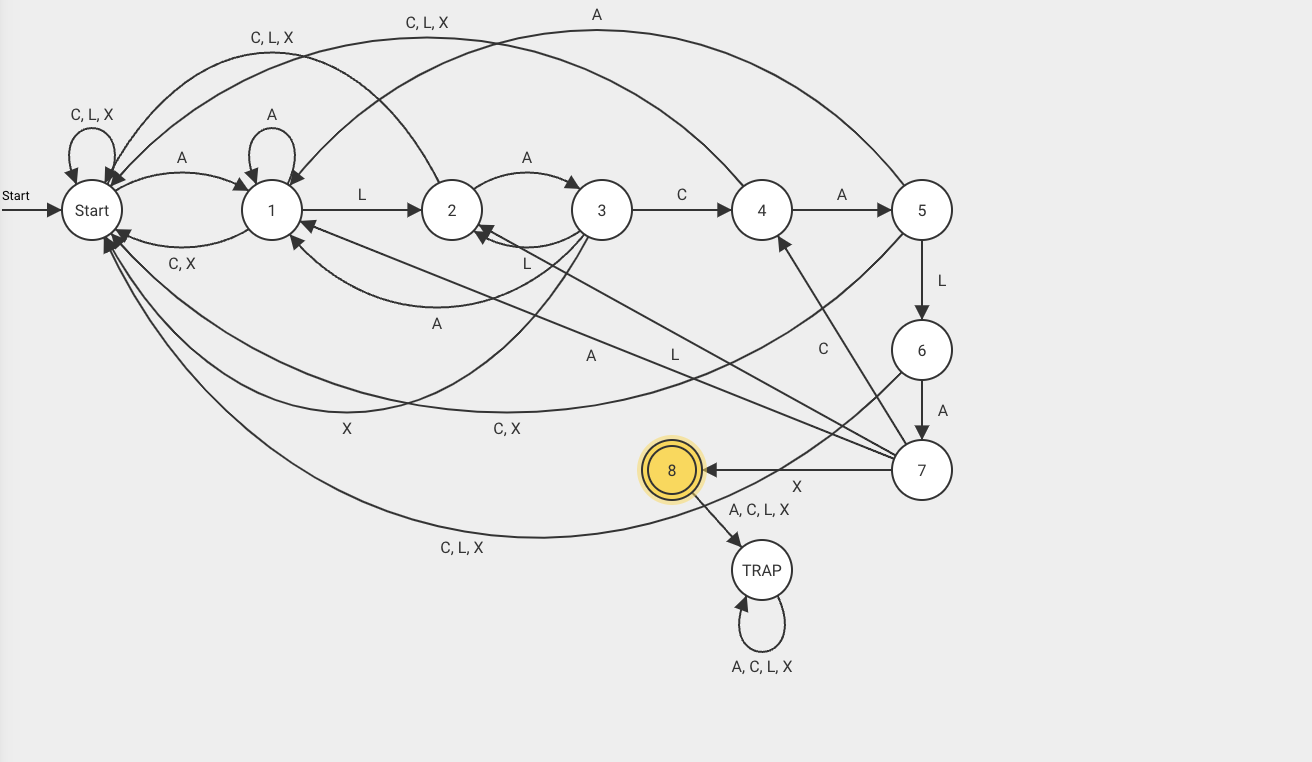 A
C, L, X
C, L, X
C, L, X
A
A
A
Start
Start
1
L
2
3
C
4
A
5
C, X
L
L
A
6
C
L
A
A
X
C, X
8
7
X
A, C, L, X
C, L, X
TRAP
A, C, L, X